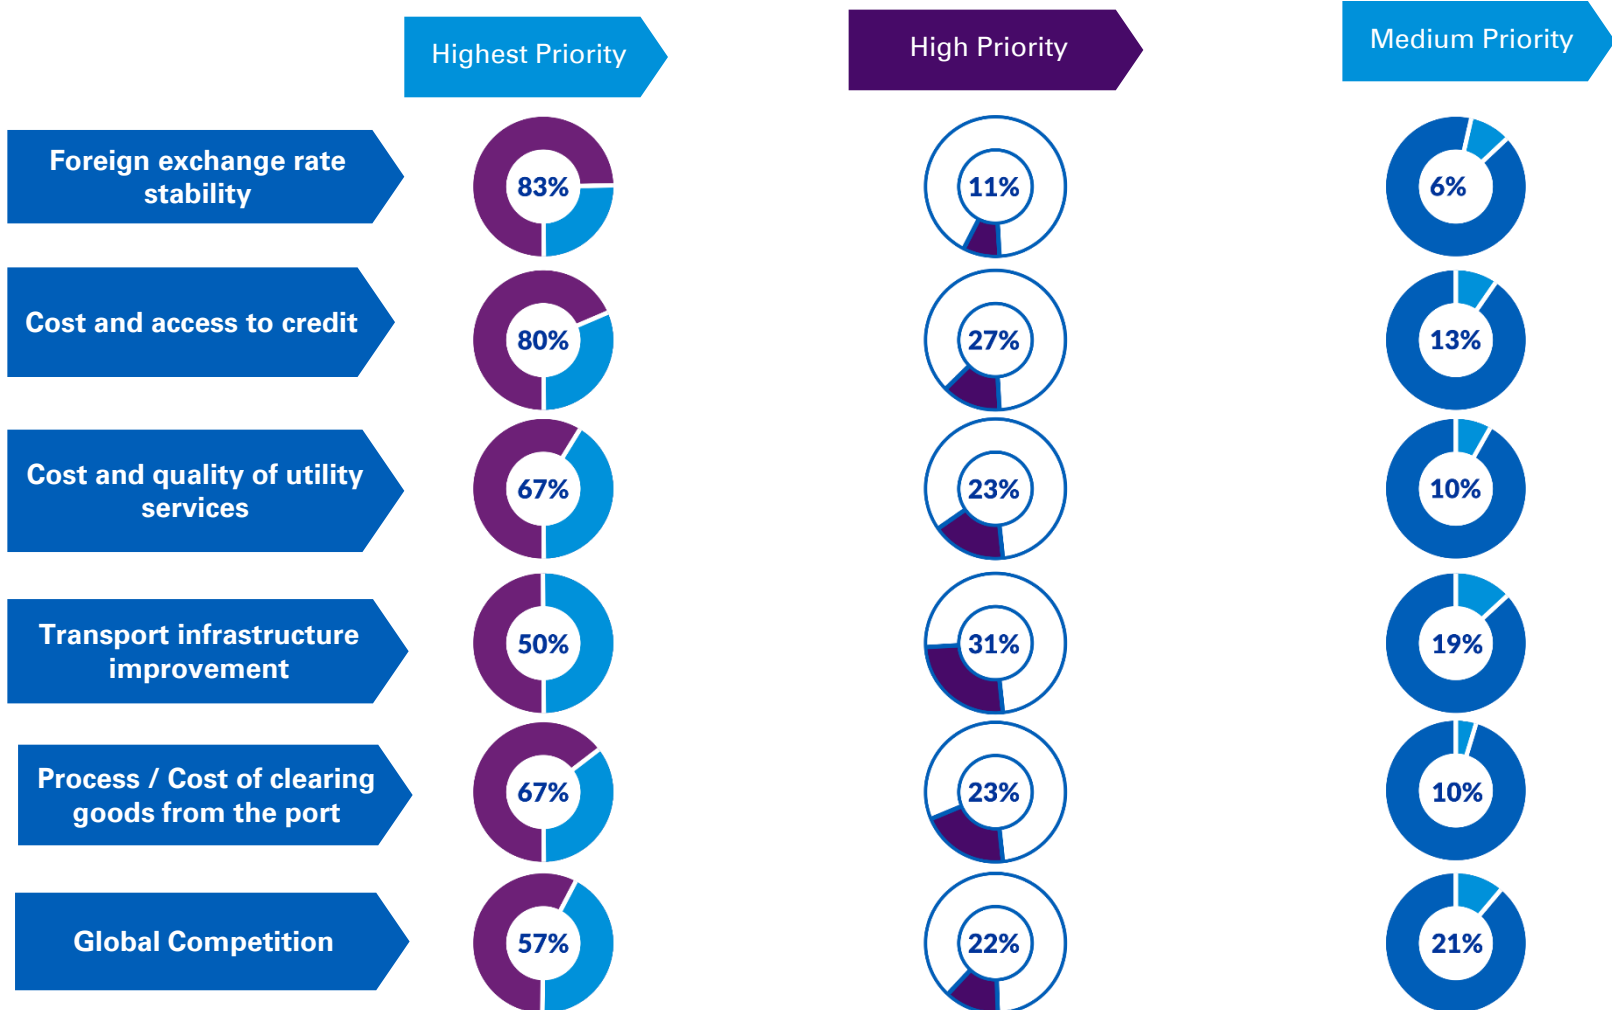 Highest Priority
High Priority
Medium Priority
Foreign exchange rate
stability
83%
11%
6%
Cost and access to credit
80%
27%
13%
Cost and quality of utility
services
67%
23%
10%
Transport infrastructure
improvement
50%
31%
19%
Process / Cost of clearing
goods from the port
67%
23%
10%
Global Competition
57%
22%
21%